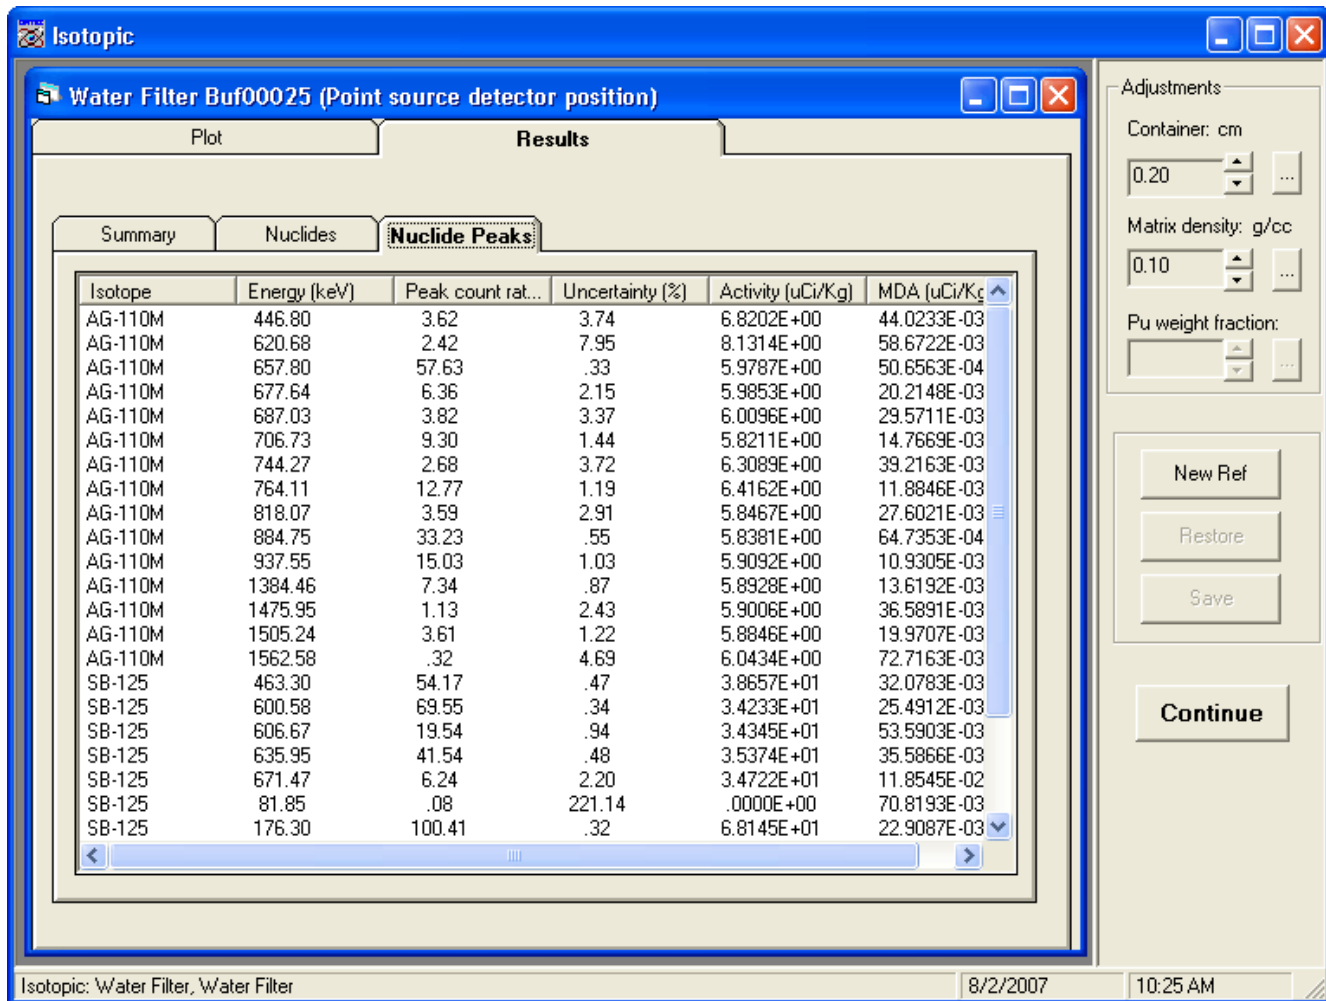 Isotopic
Water Filter Buf00025 (Point source detector position)
Plot Results
Summary Nuclides Nuclide Peaks
Isotope Energy (keV) Peak count rat... Uncertainty (%) Activity (uCi/Kg) MDA (uCi/Kg
AG-110M 446.80 3.62 3.74 6.8202E+00 44.0233E-03
AG-110M 620.68 2.42 7.95 8.1314E+00 58.6722E-03
AG-110M 657.80 57.63 .33 5.9787E+00 50.6563E-04
AG-110M 677.64 6.36 2.15 5.9853E+00 20.2148E-03
AG-110M 687.03 3.82 3.37 6.0096E+00 29.5711E-03
AG-110M 706.73 9.30 1.44 5.8211E+00 14.7669E-03
AG-110M 744.27 2.68 3.72 6.3089E+00 39.2163E-03
AG-110M 764.11 12.77 1.19 6.4162E+00 11.8846E-03
AG-110M 818.07 3.59 2.91 5.8467E+00 27.6021E-03
AG-110M 884.75 33.23 .55 5.8381E+00 64.7353E-04
AG-110M 937.55 15.03 1.03 5.9092E+00 10.9305E-03
AG-110M 1384.46 7.34 .87 5.8928E+00 13.6192E-03
AG-110M 1475.95 1.13 2.43 5.9006E+00 36.5891E-03
AG-110M 1505.24 3.61 1.22 5.8846E+00 19.9707E-03
AG-110M 1562.58 .32 4.69 6.0434E+00 72.7163E-03
SB-125 463.30 54.17 .47 3.8657E+01 32.0783E-03
SB-125 600.58 69.55 .34 3.4233E+01 25.4912E-03
SB-125 606.67 19.54 .94 3.4345E+01 53.5903E-03
SB-125 635.95 41.54 .48 3.5374E+01 35.5866E-03
SB-125 671.47 6.24 2.20 3.4722E+01 11.8545E-02
SB-125 81.85 .08 221.14 .0000E+00 70.8193E-03
SB-125 176.30 100.41 .32 6.8145E+01 22.9087E-03
Adjustments
Container: cm
0.20 ...
Matrix density: g/cc
0.10 ...
Pu weight fraction:
...
New Ref
Restore
Save
Continue
Isotopic: Water Filter, Water Filter 8/2/2007 10:25 AM